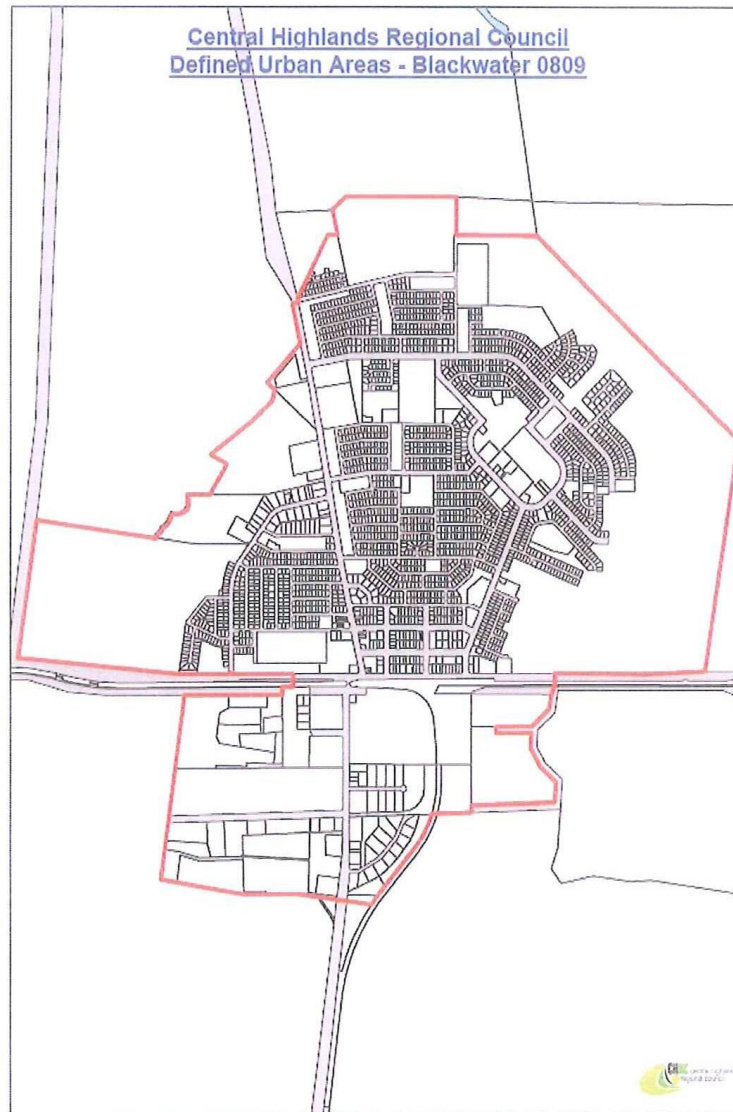 Central Highlands Regional Council
Defined Urban Areas - Blackwater 0809